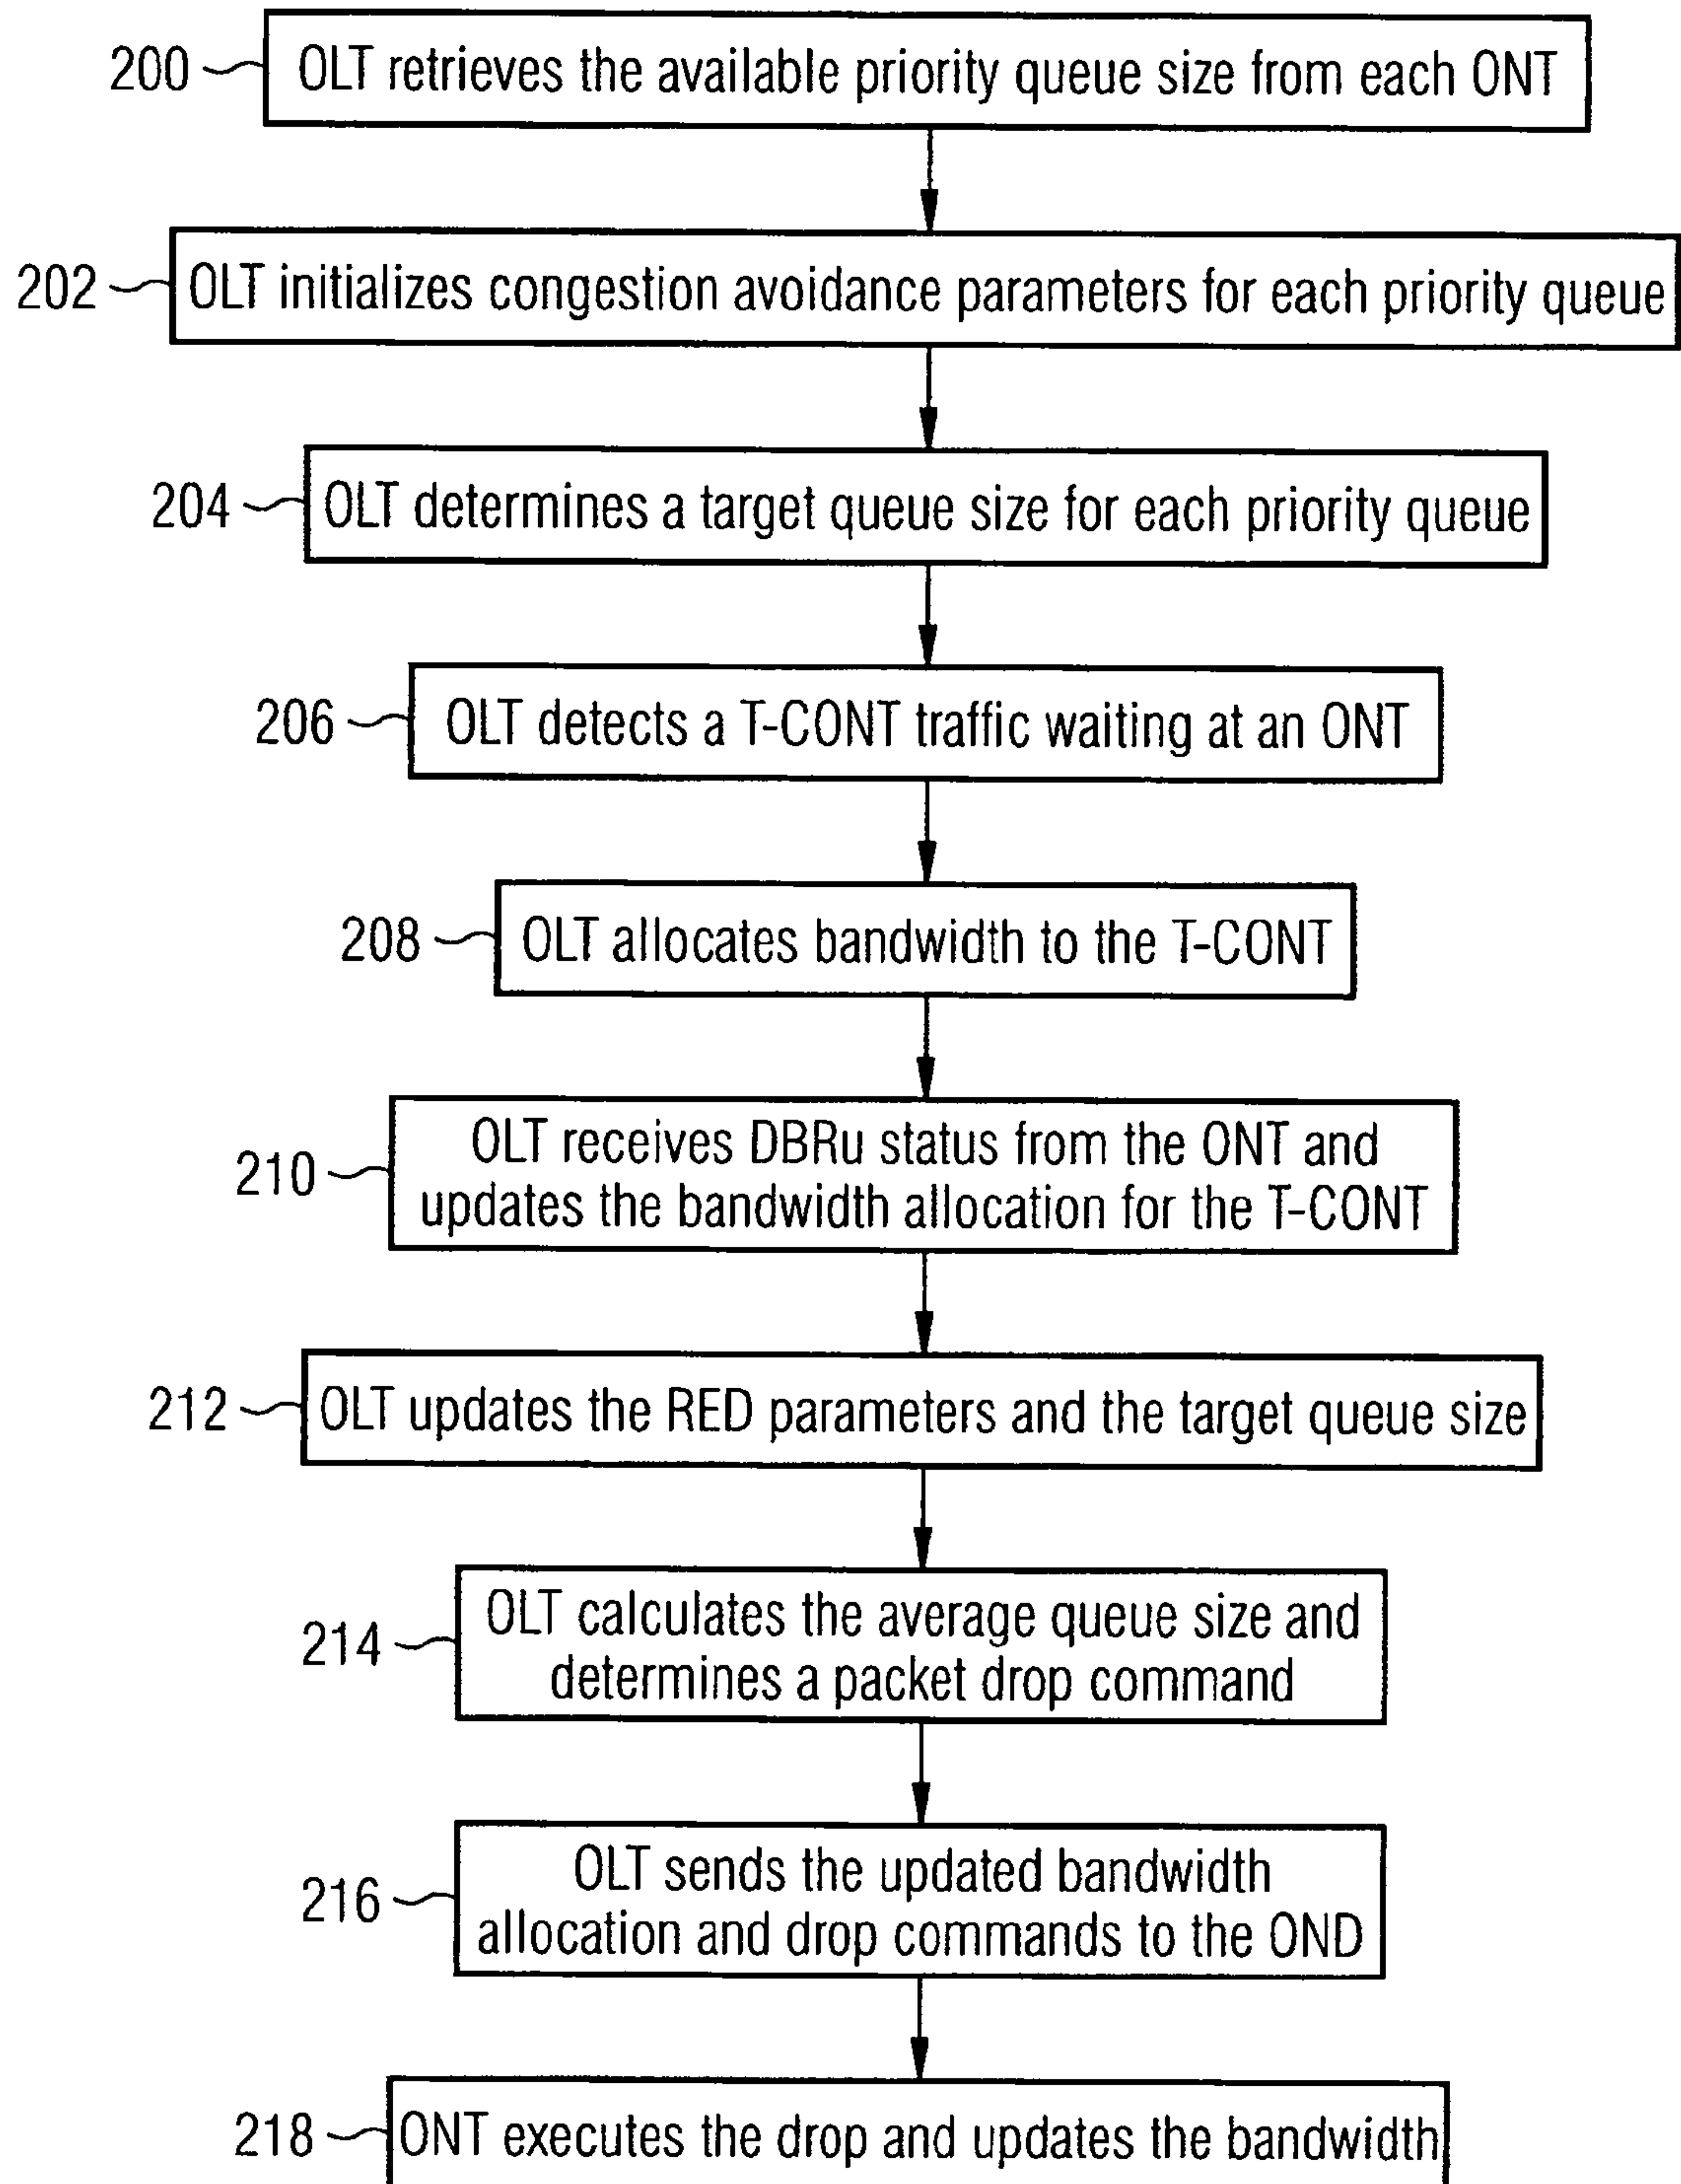 200 OLT retrieves the available priority queue size from each ONT
202 OLT initializes congestion avoidance parameters for each priority queue
204 OLT determines a target queue size for each priority queue
206 OLT detects a T-CONT traffic waiting at an ONT
208 OLT allocates bandwidth to the T-CONT
210 OLT receives DBRu status from the ONT and
updates the bandwidth allocation for the T-CONT
212 OLT updates the RED parameters and the target queue size
214 OLT calculates the average queue size and
determines a packet drop command
216 OLT sends the updated bandwidth
allocation and drop commands to the OND
218 ONT executes the drop and updates the bandwidth